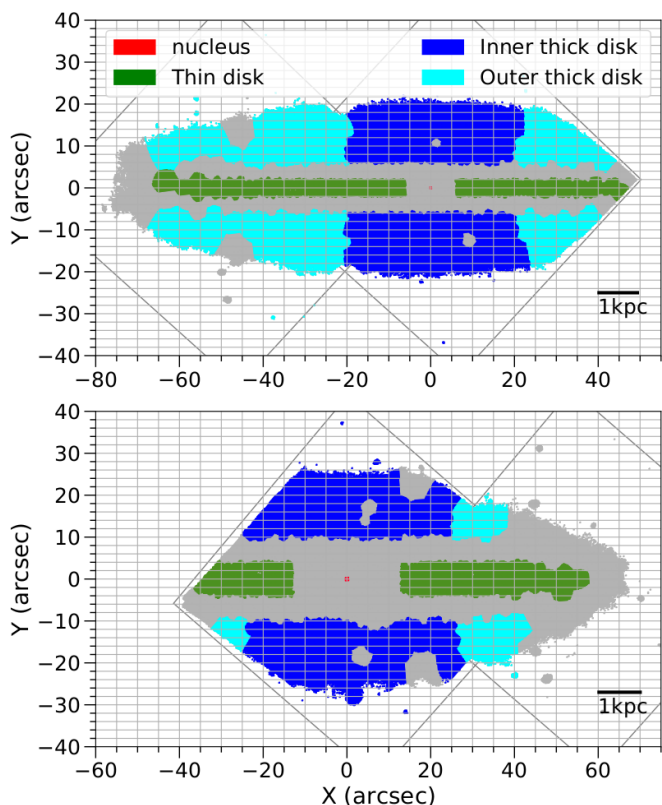 40
30
20
10
0
−10
−20
−30
−40
Y (arcsec)
nucleus
Thin disk
Inner thick disk
Outer thick disk
1kpc
−80 −60 −40 −20 0 20 40
40
30
20
10
0
−10
−20
−30
−40
Y (arcsec)
1kpc
−60 −40 −20 0 20 40 60
X (arcsec)